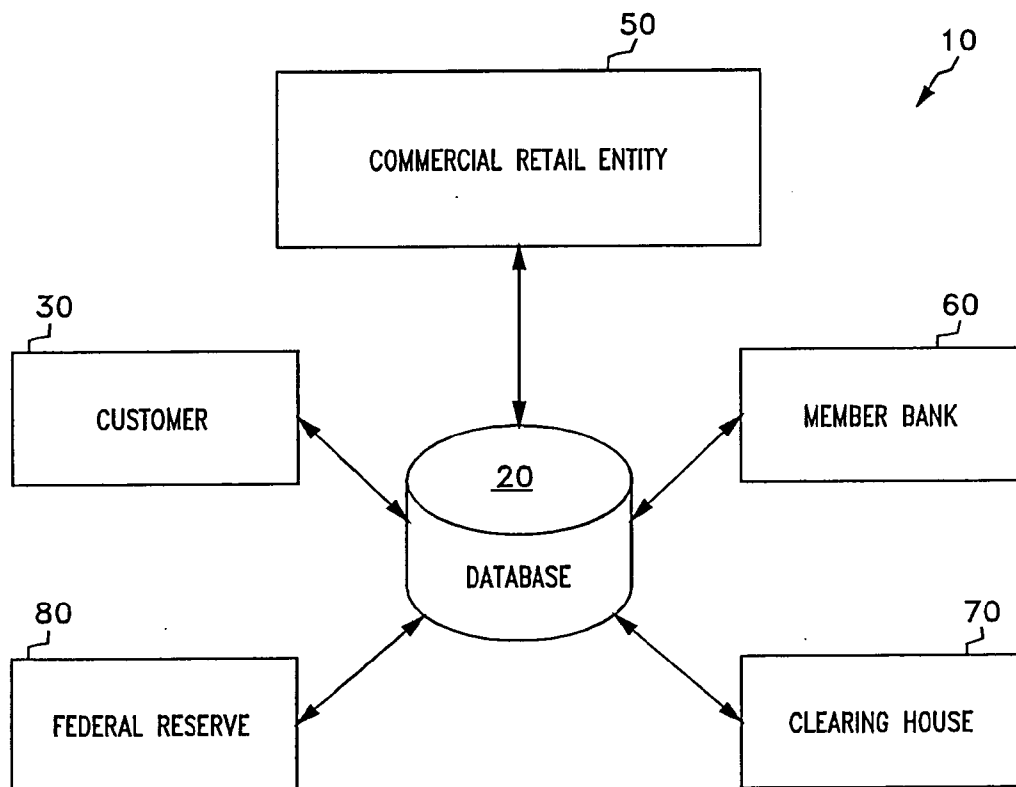 50
10
COMMERCIAL RETAIL ENTITY
30
60
CUSTOMER
MEMBER BANK
20
DATABASE
80
70
FEDERAL RESERVE
CLEARING HOUSE